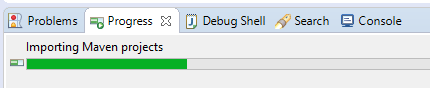 Problems Progress Debug Shell Search Console
Importing Maven projects